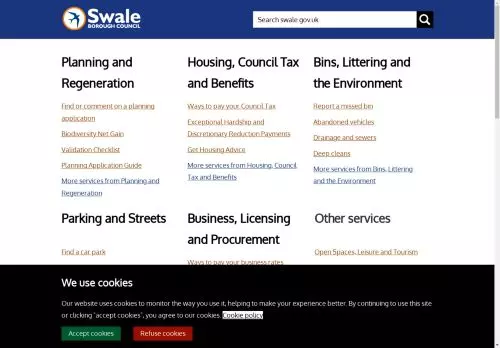 Swale
BOROUGH COUNCIL
Search swale.gov.uk
Planning and
Regeneration
Find or comment on a planning
application
Biodiversity Net Gain
Validation Checklist
Planning Application Guide
More services from Planning and
Regeneration
Housing, Council Tax
and Benefits
Ways to pay your Council Tax
Exceptional Hardship and
Discretionary Reduction Payments
Get Housing Advice
More services from Housing, Council
Tax and Benefits
Bins, Littering and
the Environment
Report a missed bin
Abandoned vehicles
Drainage and sewers
Deep cleans
More services from Bins, Littering
and the Environment
Parking and Streets
Find a car park
Business, Licensing
and Procurement
Ways to pay your business rates
Other services
Open Spaces, Leisure and Tourism
We use cookies
Our website uses cookies to monitor the way you use it, helping to make your experience better. By continuing to use this site
or clicking "accept cookies", you agree to our cookies. Cookie policy
Accept cookies
Refuse cookies